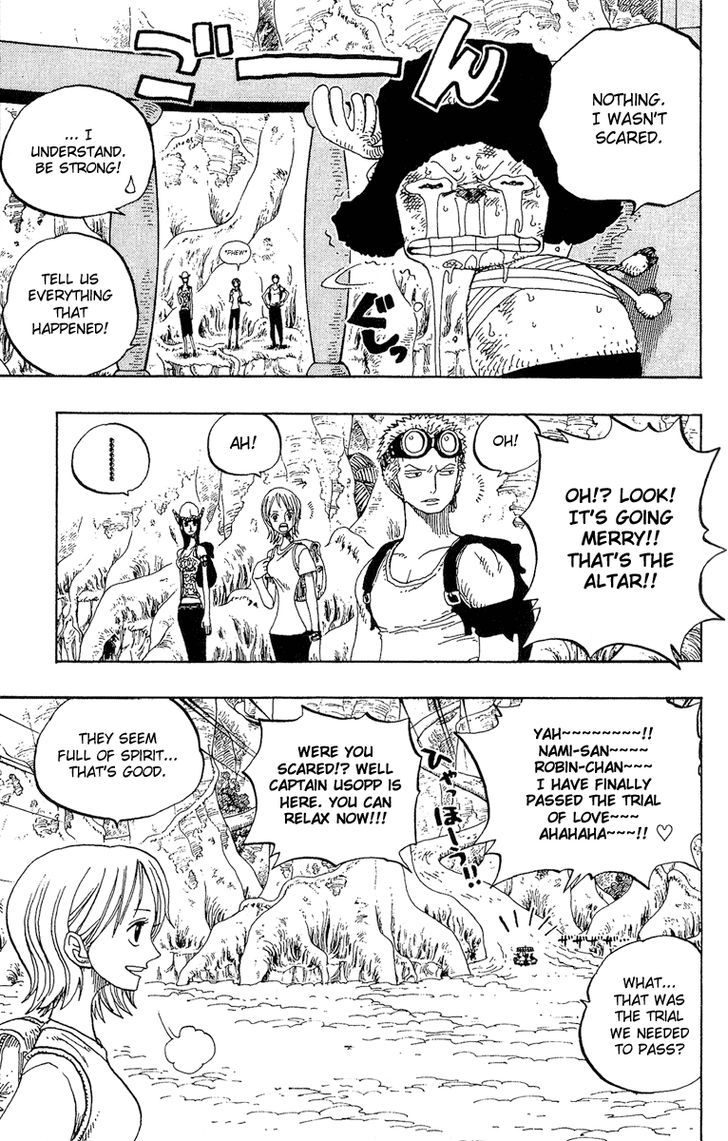 NOTHING.
I WASN'T
SCARED.
ごーーん
... I
UNDERSTAND.
BE STRONG!
*PHEW*
TELL US
EVERYTHING
THAT
HAPPENED!
ぐしっ
OH!? LOOK!
IT'S GOING
MERRY!!
THAT'S THE
ALTAR!!
OH!
AH!
YAH~~~~~~~~!!
NAMI-SAN~~~~
ROBIN-CHAN~~~
I HAVE FINALLY
PASSED THE TRIAL
OF LOVE~~~
AHAHAHA~~~!! ♡
ひゃっほーう!!
WERE YOU
SCARED!? WELL
CAPTAIN USOPP IS
HERE. YOU CAN
RELAX NOW!!!
THEY SEEM
FULL OF SPIRIT...
THAT'S GOOD.
WHAT...
THAT WAS
THE TRIAL
WE NEEDED
TO PASS?